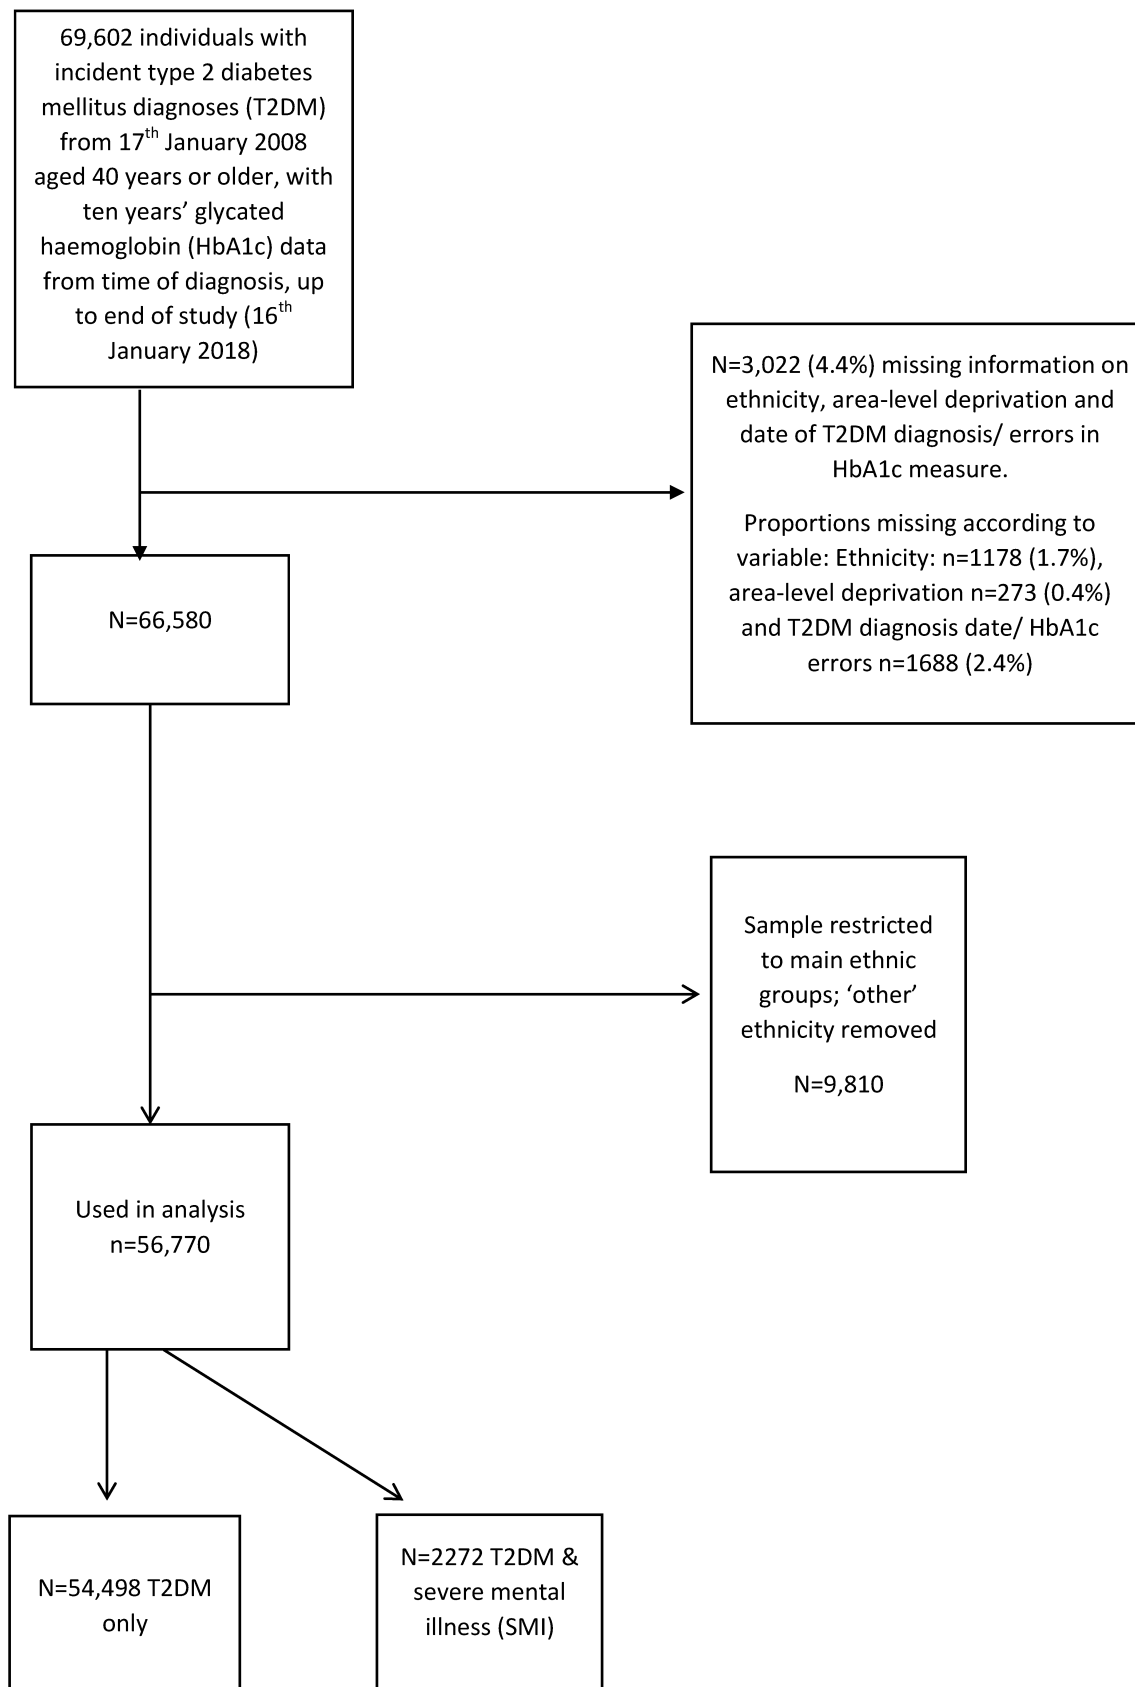 69,602 individuals with
incident type 2 diabetes
mellitus diagnoses (T2DM)
from 17th January 2008
aged 40 years or older, with
ten years’ glycated
haemoglobin (HbA1c) data
from time of diagnosis, up
to end of study (16th
January 2018)
N=3,022 (4.4%) missing information on
ethnicity, area-level deprivation and
date of T2DM diagnosis/ errors in
HbA1c measure.
Proportions missing according to
variable: Ethnicity: n=1178 (1.7%),
area-level deprivation n=273 (0.4%)
and T2DM diagnosis date/ HbA1c
errors n=1688 (2.4%)
N=66,580
Sample restricted
to main ethnic
groups; ‘other’
ethnicity removed
N=9,810
Used in analysis
n=56,770
N=54,498 T2DM
only
N=2272 T2DM &
severe mental
illness (SMI)